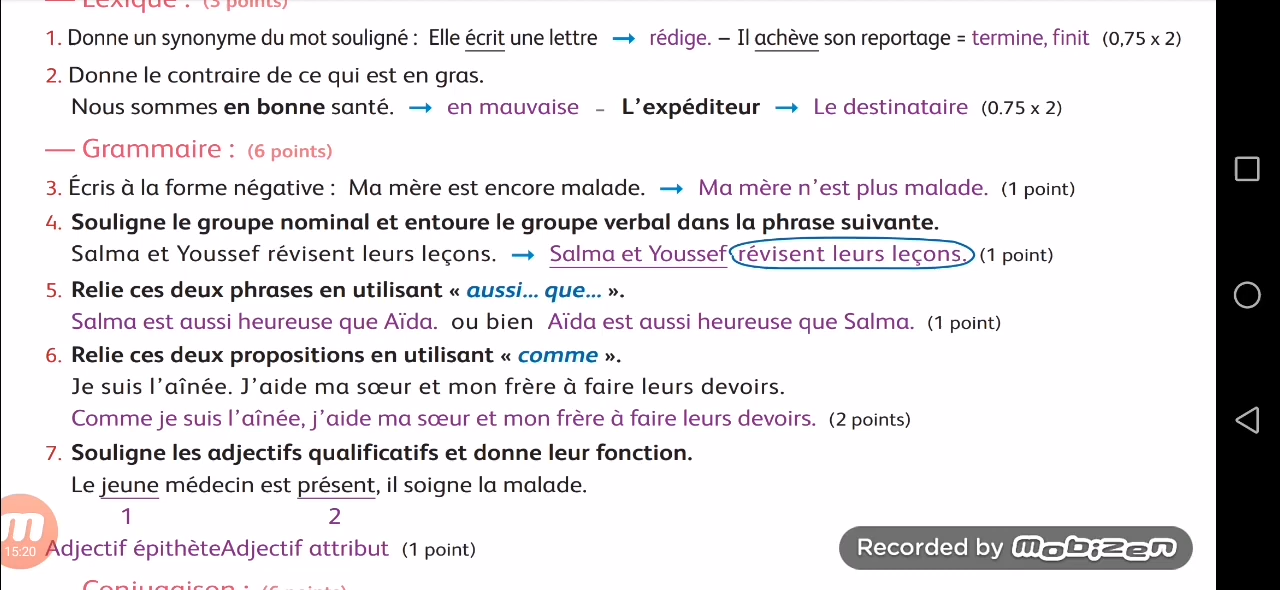 — Lexique : (3 points)
1. Donne un synonyme du mot souligné : Elle écrit une lettre → rédige. – Il achève son reportage = termine, finit (0,75 x 2)
2. Donne le contraire de ce qui est en gras.
Nous sommes en bonne santé. → en mauvaise - L'expéditeur → Le destinataire (0.75 x 2)
— Grammaire : (6 points)
3. Écris à la forme négative : Ma mère est encore malade. → Ma mère n'est plus malade. (1 point)
4. Souligne le groupe nominal et entoure le groupe verbal dans la phrase suivante.
Salma et Youssef révisent leurs leçons. → Salma et Youssef révisent leurs leçons. (1 point)
5. Relie ces deux phrases en utilisant « aussi... que... ».
Salma est aussi heureuse que Aïda. ou bien Aïda est aussi heureuse que Salma. (1 point)
6. Relie ces deux propositions en utilisant « comme ».
Je suis l'aînée. J'aide ma sœur et mon frère à faire leurs devoirs.
Comme je suis l'aînée, j'aide ma sœur et mon frère à faire leurs devoirs. (2 points)
7. Souligne les adjectifs qualificatifs et donne leur fonction.
Le jeune médecin est présent, il soigne la malade.
1 2
Adjectif épithèteAdjectif attribut (1 point)
15:20
Recorded by mobizen
Conjugaison : (6 points)